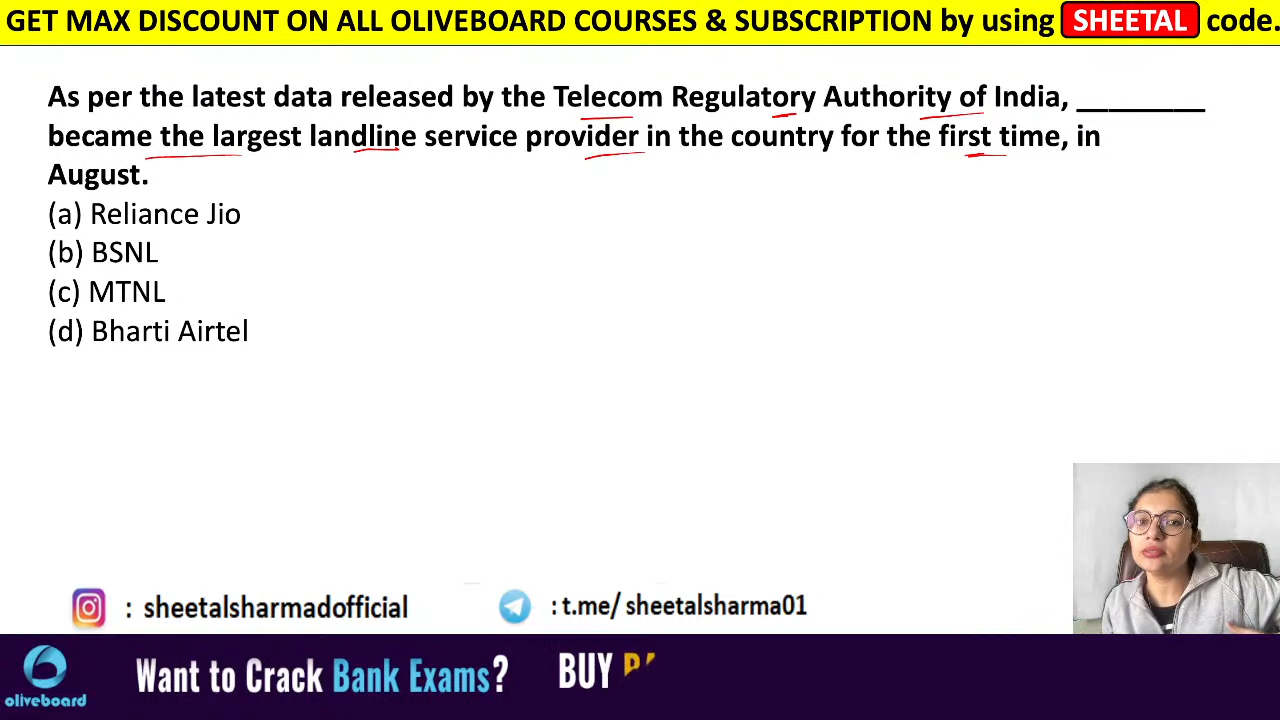 GET MAX DISCOUNT ON ALL OLIVEBOARD COURSES & SUBSCRIPTION by using SHEETAL code.
As per the latest data released by the Telecom Regulatory Authority of India, ________
became the largest landline service provider in the country for the first time, in
August.
(a) Reliance Jio
(b) BSNL
(c) MTNL
(d) Bharti Airtel
: sheetalsharmadofficial : t.me/ sheetalsharma01
Want to Crack Bank Exams? BUY
oliveboard